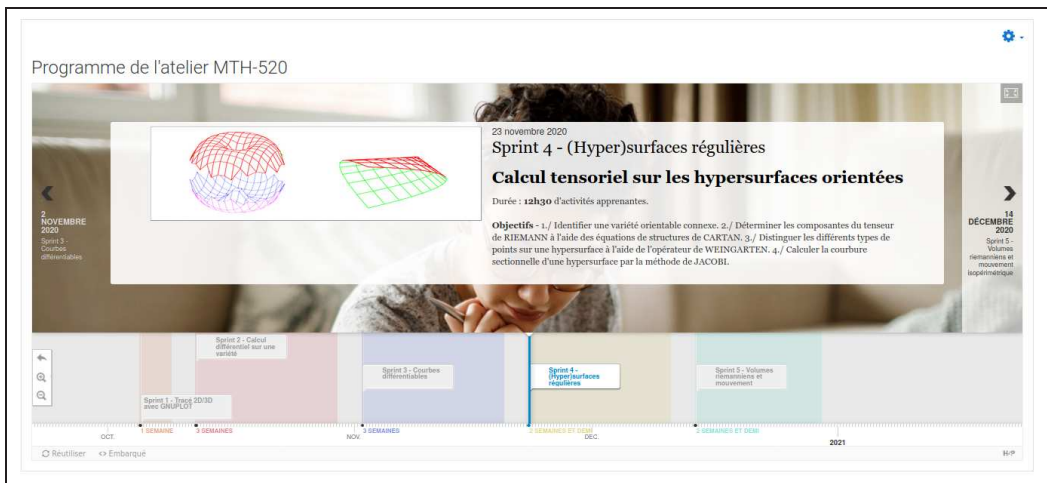 Programme de l'atelier MTH-520
23 novembre 2020
Sprint 4 - (Hyper)surfaces régulières
Calcul tensoriel sur les hypersurfaces orientées
Durée : 12h30 d'activités apprenantes.
Objectifs - 1./ Identifier une variété orientable connexe. 2./ Déterminer les composantes du tenseur
de RIEMANN à l'aide des équations de structures de CARTAN. 3./ Distinguer les différents types de
points sur une hypersurface à l'aide de l'opérateur de WEINGARTEN. 4./ Calculer la courbure
sectionnelle d'une hypersurface par la méthode de JACOBI.
2
NOVEMBRE
2020
Sprint 3 -
Courbes
différentiables
14
DÉCEMBRE
2020
Sprint 5 -
Volumes
riemanniens et
mouvement
isopérimétrique
Sprint 2 - Calcul
différentiel sur une
variété
Sprint 3 - Courbes
différentiables
Sprint 4 -
(Hyper)surfaces
régulières
Sprint 5 - Volumes
riemanniens et
mouvement
Sprint 1 - Tracé 2D/3D
avec GNUPLOT
1 SEMAINE
3 SEMAINES
3 SEMAINES
2 SEMAINES ET DEMI
2 SEMAINES ET DEMI
OCT.
NOV.
DEC.
2021
Réutiliser
Embarqué
H-P